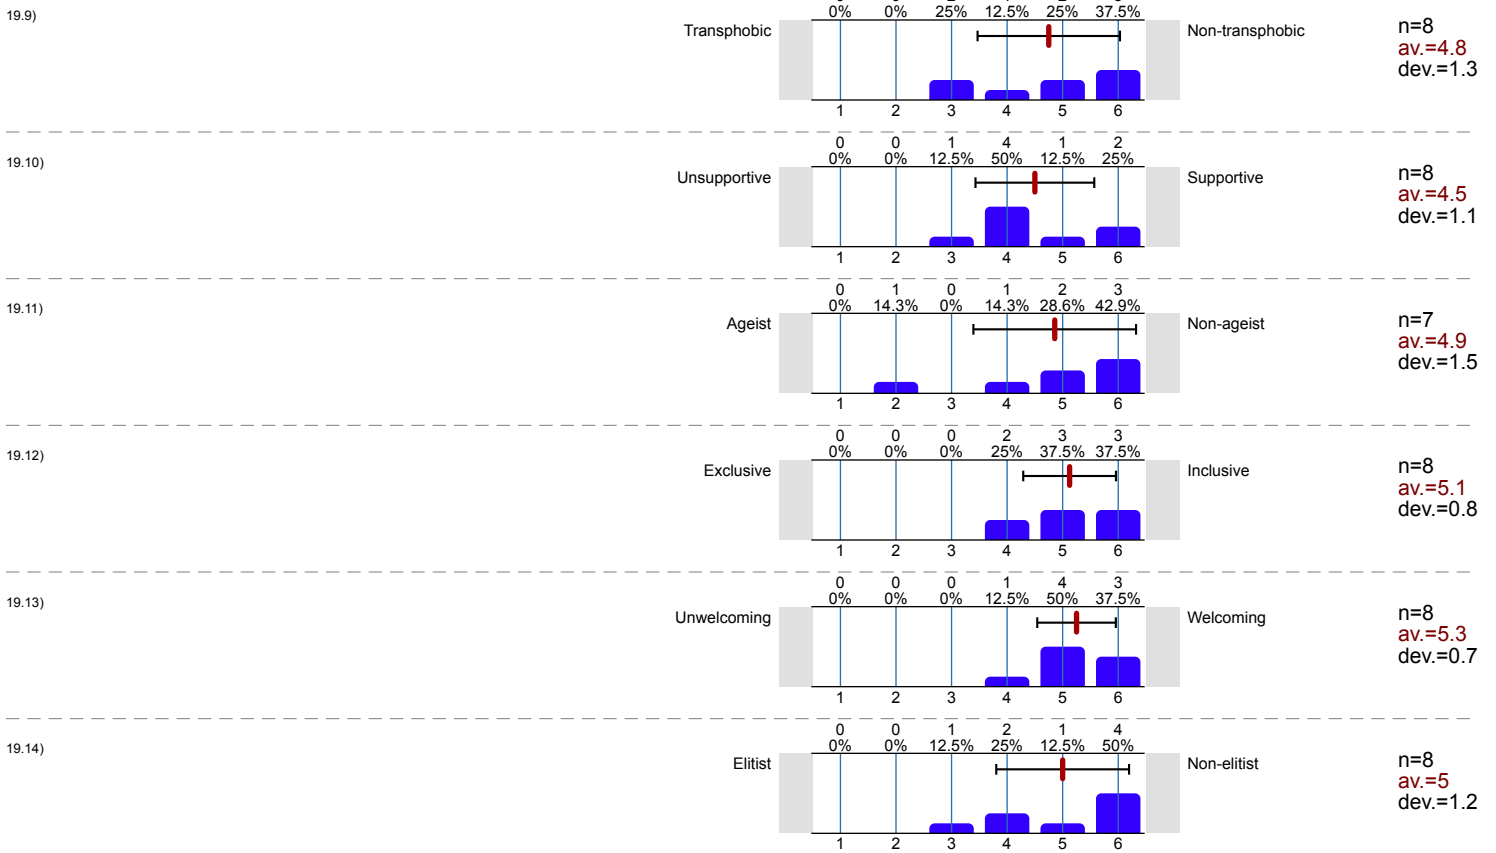 19.9)
0% 0% 25% 12.5% 25% 37.5%
Transphobic
Non-transphobic
n=8
av.=4.8
dev.=1.3
1 2 3 4 5 6
19.10)
0 0 1 4 1 2
0% 0% 12.5% 50% 12.5% 25%
Unsupportive
Supportive
n=8
av.=4.5
dev.=1.1
1 2 3 4 5 6
19.11)
0 1 0 1 2 3
0% 14.3% 0% 14.3% 28.6% 42.9%
Ageist
Non-ageist
n=7
av.=4.9
dev.=1.5
1 2 3 4 5 6
19.12)
0 0 0 2 3 3
0% 0% 0% 25% 37.5% 37.5%
Exclusive
Inclusive
n=8
av.=5.1
dev.=0.8
1 2 3 4 5 6
19.13)
0 0 0 1 4 3
0% 0% 0% 12.5% 50% 37.5%
Unwelcoming
Welcoming
n=8
av.=5.3
dev.=0.7
1 2 3 4 5 6
19.14)
0 0 1 2 1 4
0% 0% 12.5% 25% 12.5% 50%
Elitist
Non-elitist
n=8
av.=5
dev.=1.2
1 2 3 4 5 6